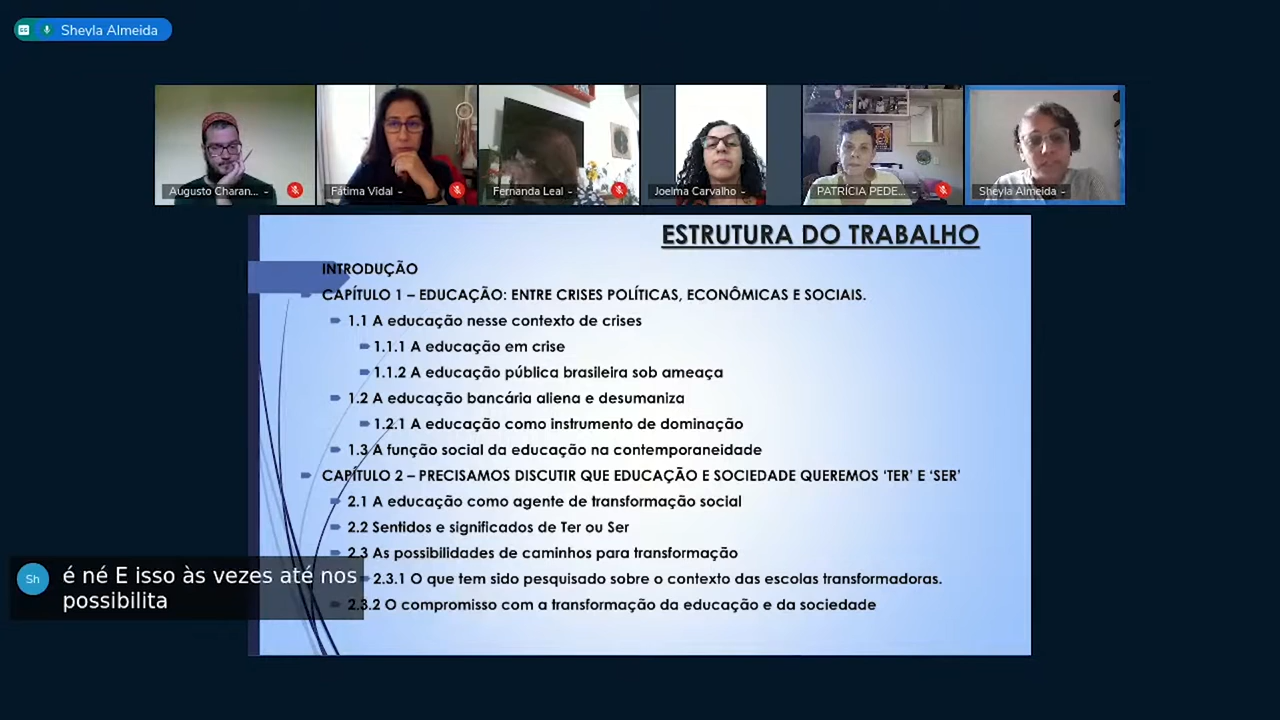 Sheyla Almeida
Augusto Charan...
Fátima Vidal
Fernanda Leal
Joelma Carvalho
PATRÍCIA PEDE...
Sheyla Almeida
ESTRUTURA DO TRABALHO
INTRODUÇÃO
CAPÍTULO 1 – EDUCAÇÃO: ENTRE CRISES POLÍTICAS, ECONÔMICAS E SOCIAIS.
1.1 A educação nesse contexto de crises
1.1.1 A educação em crise
1.1.2 A educação pública brasileira sob ameaça
1.2 A educação bancária aliena e desumaniza
1.2.1 A educação como instrumento de dominação
1.3 A função social da educação na contemporaneidade
CAPÍTULO 2 – PRECISAMOS DISCUTIR QUE EDUCAÇÃO E SOCIEDADE QUEREMOS ‘TER’ E ‘SER’
2.1 A educação como agente de transformação social
2.2 Sentidos e significados de Ter ou Ser
2.3 As possibilidades de caminhos para transformação
2.3.1 O que tem sido pesquisado sobre o contexto das escolas transformadoras.
2.3.2 O compromisso com a transformação da educação e da sociedade
Sh
é né E isso às vezes até nos
possibilita